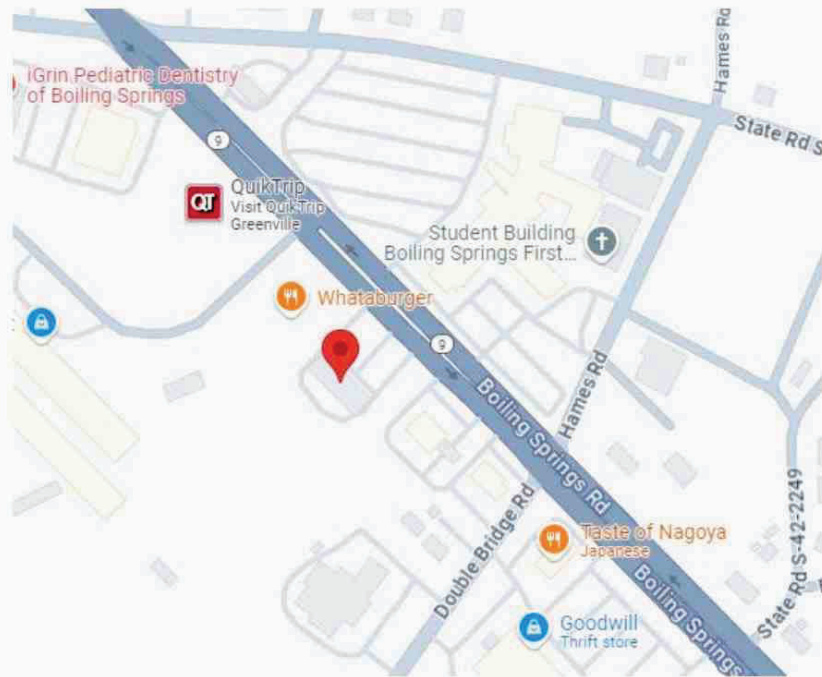 iGrin Pediatric Dentistry
of Boiling Springs
9
QT
QuikTrip
Visit QuikTrip
Greenville
Hames Rd
State Rd S
Student Building
Boiling Springs First...
Whataburger
9
Boiling Springs Rd
Hames Rd
Double Bridge Rd
Taste of Nagoya
Japanese
Goodwill
Thrift store
Boiling Springs
State Rd S-42-2249